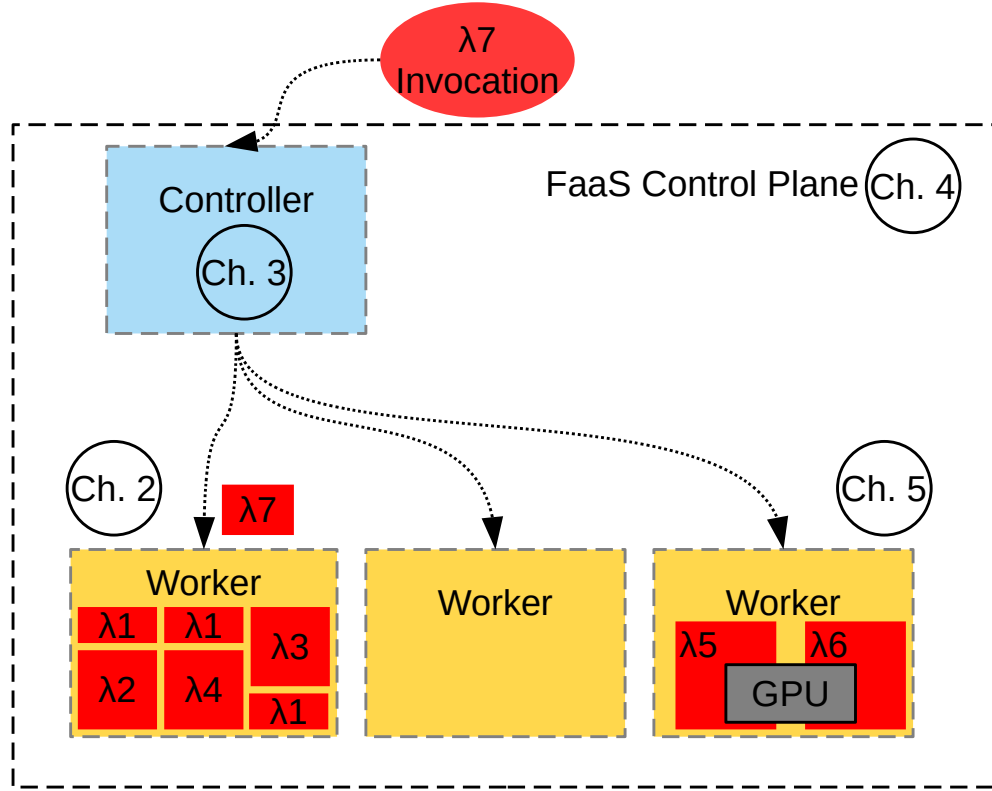 λ7
Invocation
FaaS Control Plane
Ch. 4
Controller
Ch. 3
Ch. 2
λ7
Ch. 5
Worker
λ1
λ1
λ3
λ2
λ4
λ1
Worker
Worker
λ5
λ6
GPU